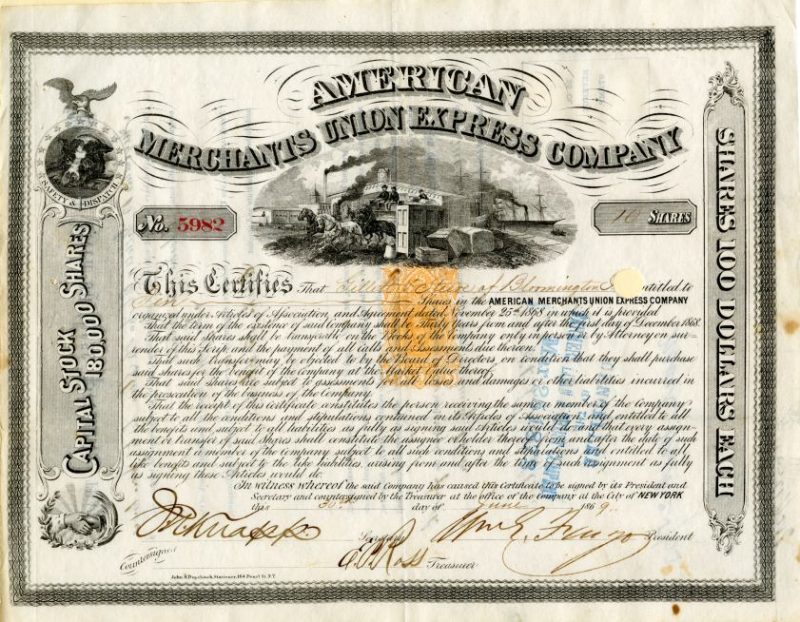 AMERICAN
MERCHANTS UNION EXPRESS COMPANY
SAFETY & DISPATCH
No. 5982
10 SHARES
CAPITAL STOCK 180,000 SHARES
SHARES 100 DOLLARS EACH
This Certifies That of Bloomington entitled to
Ten Shares in the AMERICAN MERCHANTS UNION EXPRESS COMPANY
organized under Articles of Association, and Agreement dated November 25th 1868 in which it is provided
That the term of the existence of said Company shall be Thirty Years from and after the first day of December 1868.
That said shares shall be transferable on the Books of the Company only in person or by Attorney on sur-
render of this Scrip and the payment of all calls and Assessments due thereon.
That such transfer may be objected to by the Board of Directors, on condition that they shall purchase
said shares for the benefit of the Company at the Market Value thereof.
That said shares are subject to assessments for all losses and damages or other liabilities incurred in
the prosecution of the business of the Company.
That the receipt of this certificate constitutes the person receiving the same a member of the Company
subject to all the conditions and stipulations contained in its Articles of Association and entitled to all
the benefits and subject to all liabilities as fully as signing said Articles would do and that every assign-
ment or transfer of said Shares shall constitute the assignee or holder thereof from and after the date of such
assignment a member of the Company subject to all such conditions and stipulations and entitled to all
like benefits and subject to the like liabilities arising from and after the time of such assignment as fully
as signing these Articles would do.
In witness whereof the said Company has caused this Certificate to be signed by its President and
Secretary and countersigned by the Treasurer at the office of the Company at the City of NEW YORK
this day of June 1869.
J.N. Knapp Secretary Wm G. Fargo President
Countersigned
Ross Treasurer